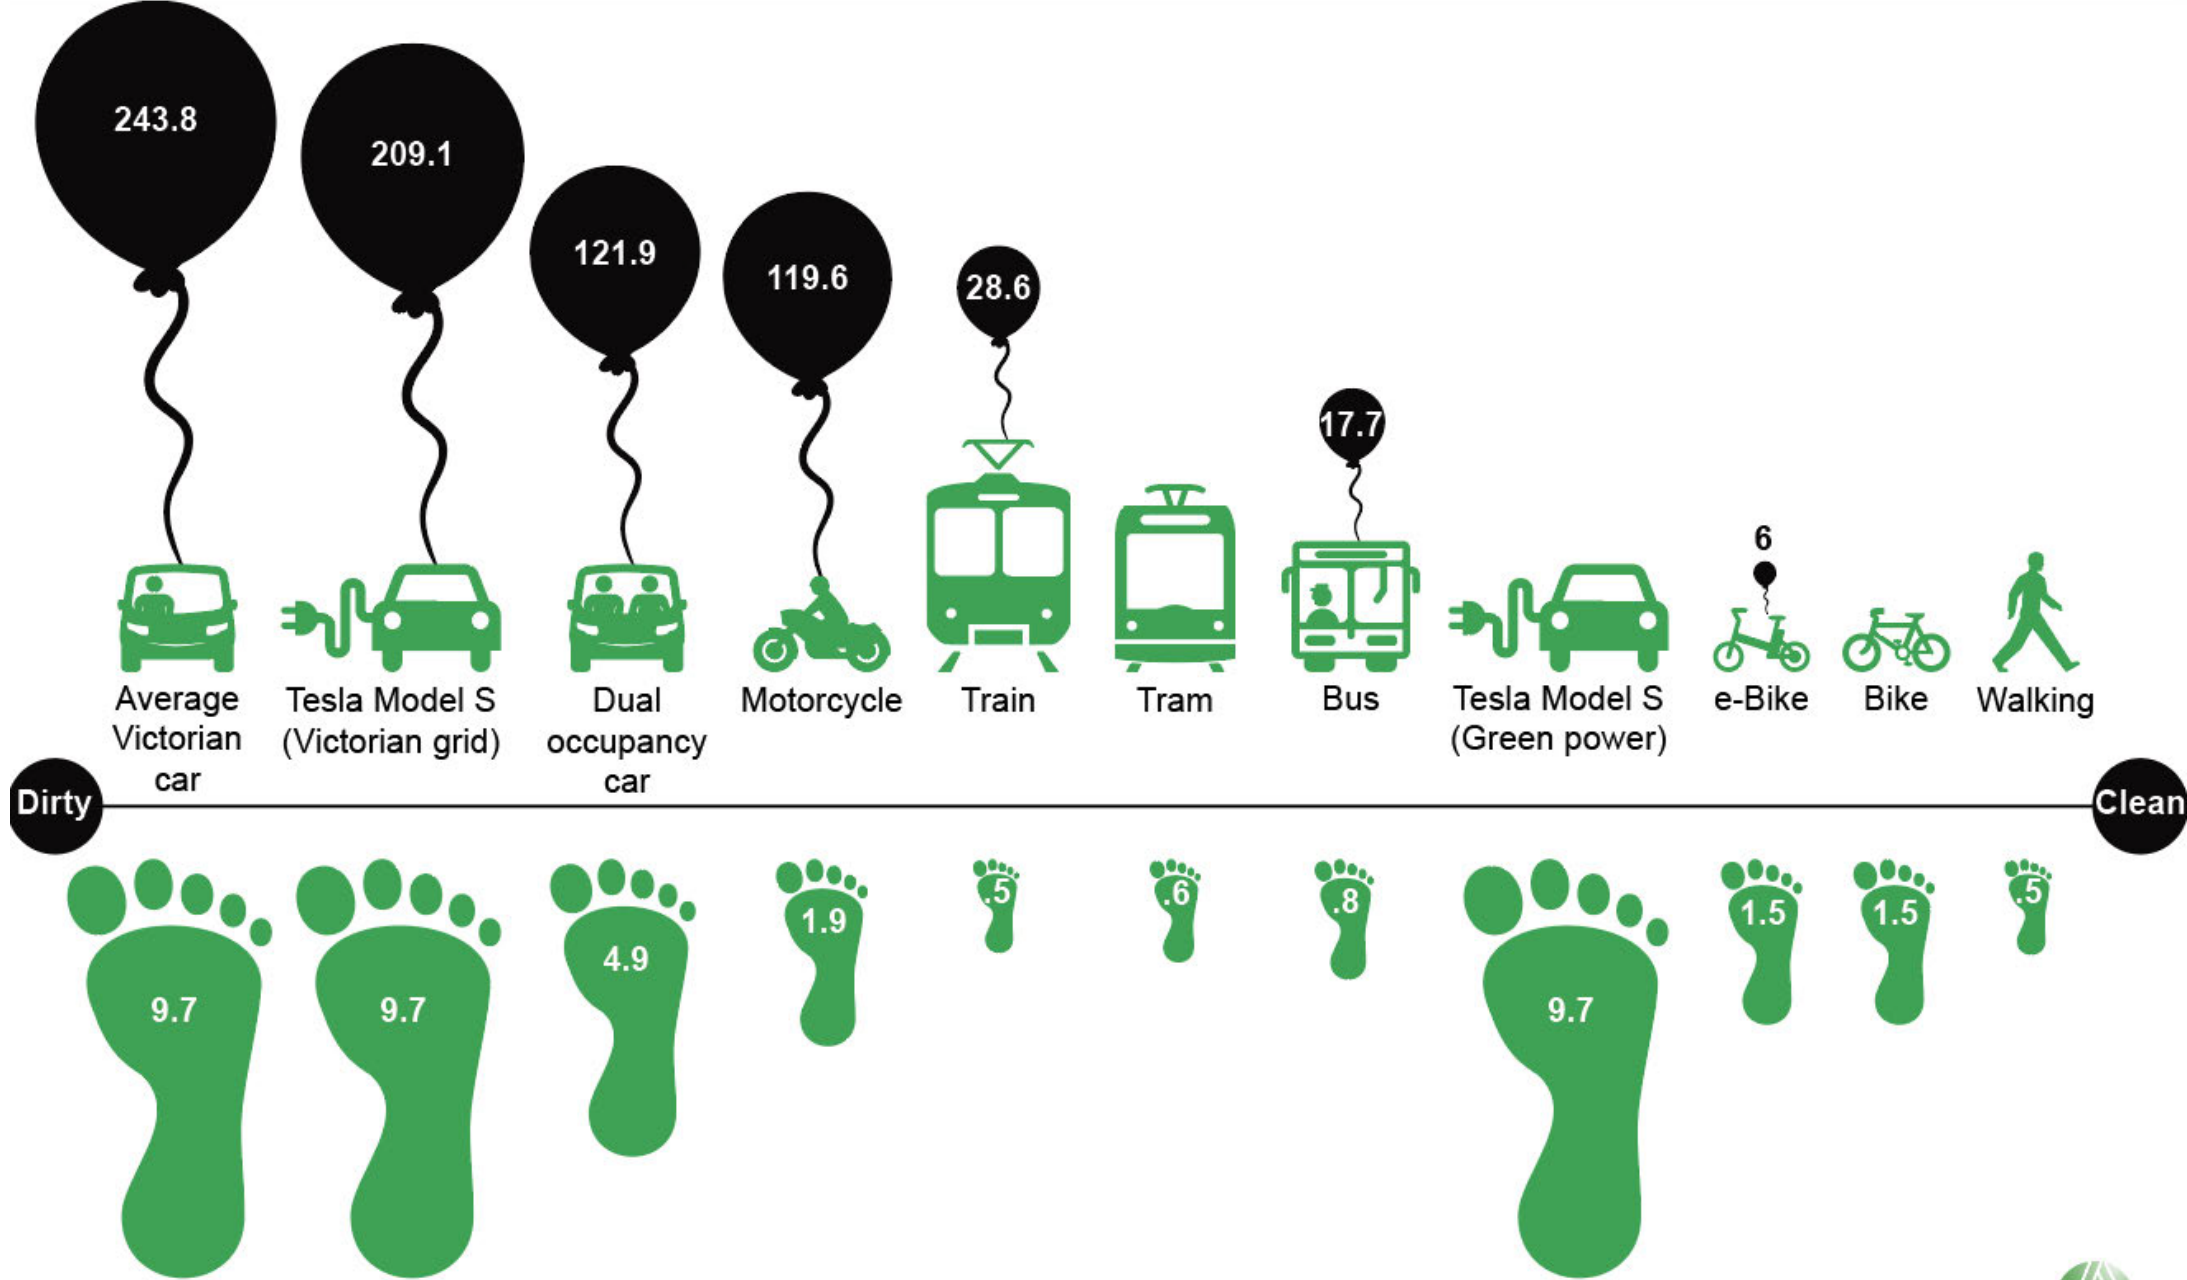 243.8
209.1
121.9
119.6
28.6
17.7
6
Average
Victorian
car
Tesla Model S
(Victorian grid)
Dual
occupancy
car
Motorcycle
Train
Tram
Bus
Tesla Model S
(Green power)
e-Bike
Bike
Walking
Dirty
Clean
9.7
9.7
4.9
1.9
.5
.6
.8
9.7
1.5
1.5
.5